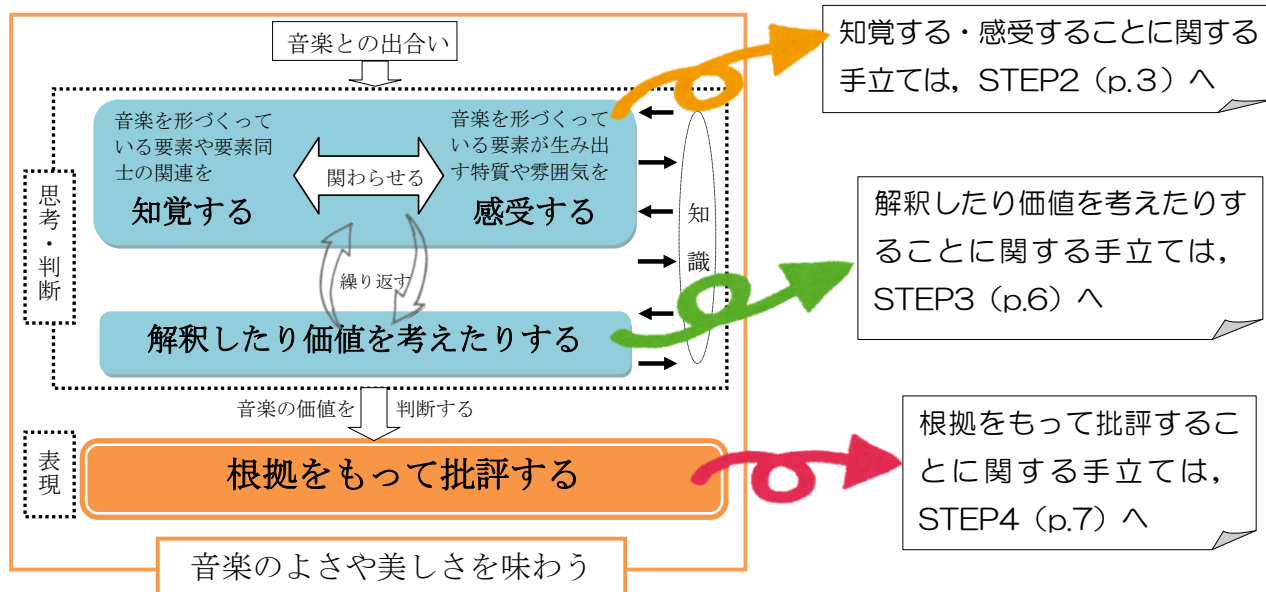 音楽との出合い
思考・判断
音楽を形づくって
いる要素や要素同
士の関連を
知覚する
関わらせる
音楽を形づくって
いる要素が生み出
す特質や雰囲気を
感受する
知識
繰り返す
解釈したり価値を考えたりする
音楽の価値を
判断する
表現
根拠をもって批評する
音楽のよさや美しさを味わう
知覚する・感受することに関する
手立ては，STEP2（p.3）へ
解釈したり価値を考えたりす
ることに関する手立ては，
STEP3（p.6）へ
根拠をもって批評するこ
とに関する手立ては，
STEP4（p.7）へ